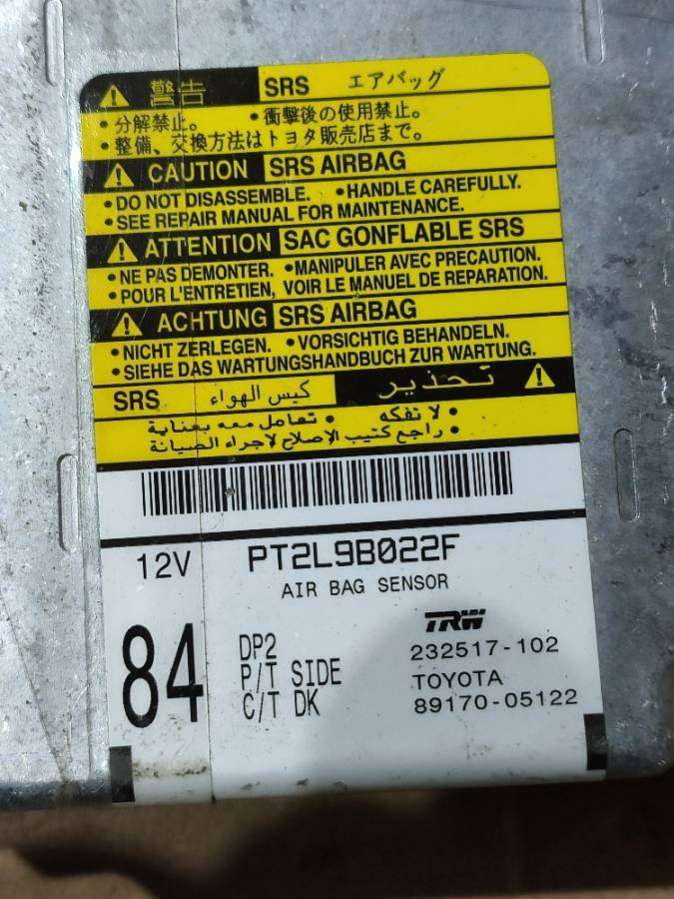 警告 SRS エアバッグ
・分解禁止。 ・衝撃後の使用禁止。
・整備、交換方法はトヨタ販売店まで。
CAUTION SRS AIRBAG
•DO NOT DISASSEMBLE. •HANDLE CAREFULLY.
•SEE REPAIR MANUAL FOR MAINTENANCE.
ATTENTION SAC GONFLABLE SRS
•NE PAS DEMONTER. •MANIPULER AVEC PRECAUTION.
•POUR L'ENTRETIEN, VOIR LE MANUEL DE REPARATION.
ACHTUNG SRS AIRBAG
•NICHT ZERLEGEN. •VORSICHTIG BEHANDELN.
•SIEHE DAS WARTUNGSHANDBUCH ZUR WARTUNG.
تحذير كيس الهواء SRS
• لا تفكه • تعامل معه بعناية
• راجع كتيب الاصلاح لاجراء الصيانة
12V PT2L9B022F
AIR BAG SENSOR
84
DP2
P/T SIDE
C/T DK
TRW
232517-102
TOYOTA
89170-05122